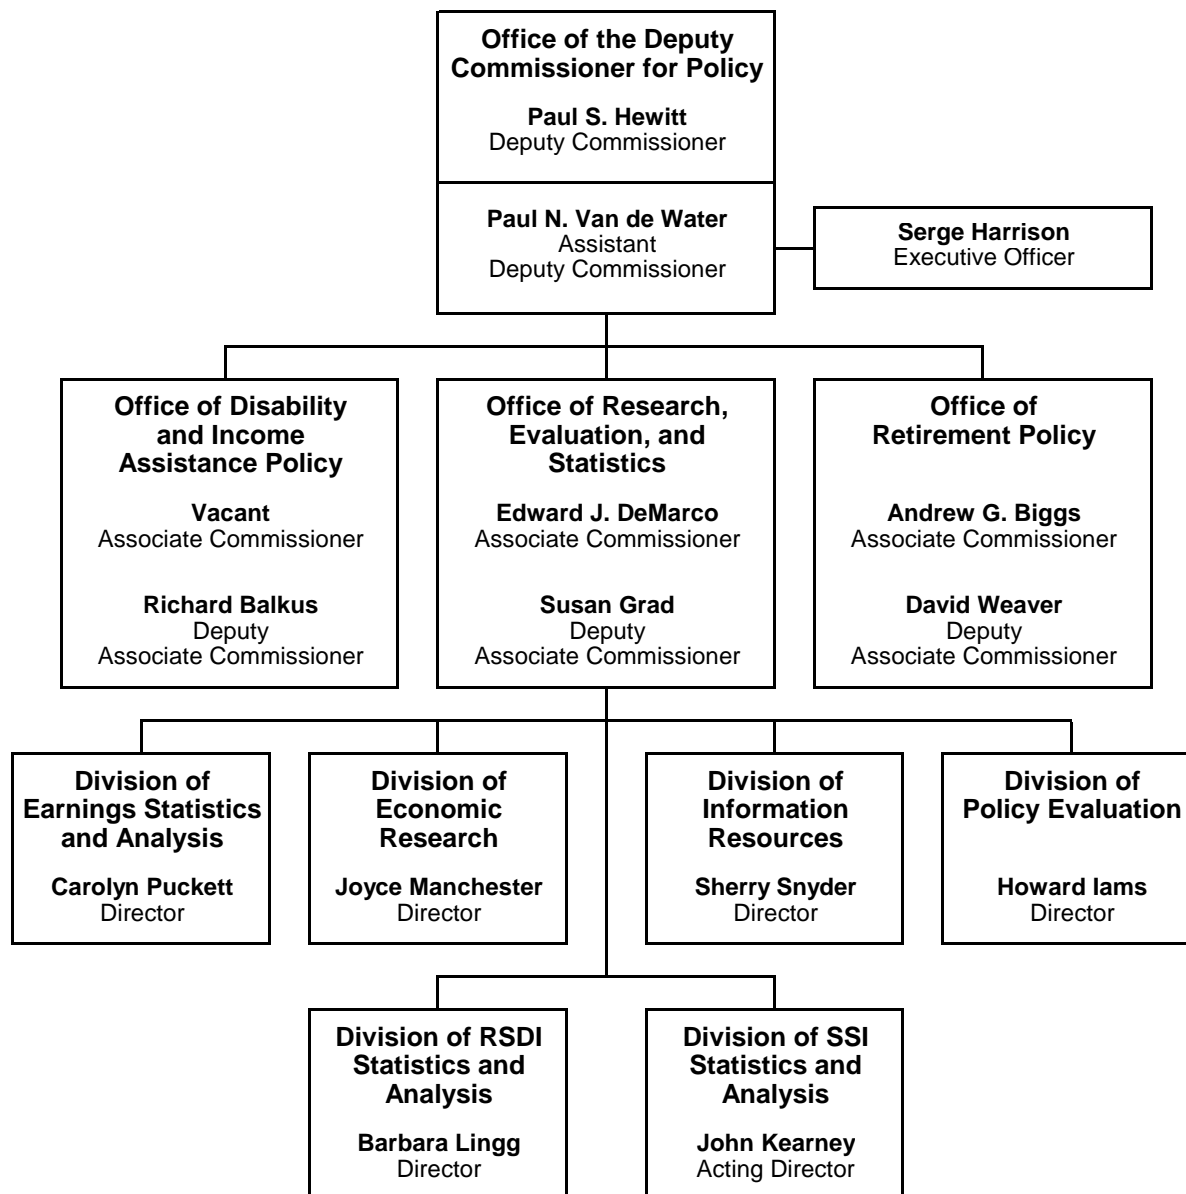 Office of the Deputy
Commissioner for Policy
Paul S. Hewitt
Deputy Commissioner
Paul N. Van de Water
Assistant
Deputy Commissioner
Serge Harrison
Executive Officer
Office of Disability
and Income
Assistance Policy
Vacant
Associate Commissioner
Richard Balkus
Deputy
Associate Commissioner
Office of Research,
Evaluation, and
Statistics
Edward J. DeMarco
Associate Commissioner
Susan Grad
Deputy
Associate Commissioner
Office of
Retirement Policy
Andrew G. Biggs
Associate Commissioner
David Weaver
Deputy
Associate Commissioner
Division of
Earnings Statistics
and Analysis
Carolyn Puckett
Director
Division of
Economic
Research
Joyce Manchester
Director
Division of
Information
Resources
Sherry Snyder
Director
Division of
Policy Evaluation
Howard Iams
Director
Division of RSDI
Statistics and
Analysis
Barbara Lingg
Director
Division of SSI
Statistics and
Analysis
John Kearney
Acting Director